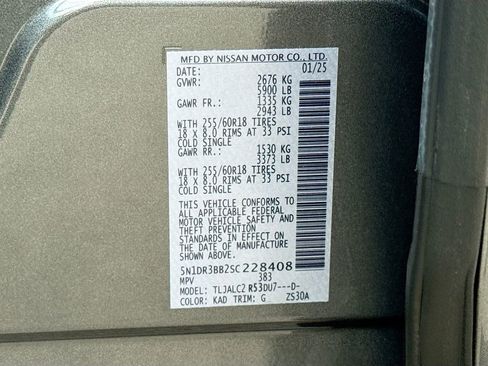 MFD BY NISSAN MOTOR CO., LTD.
DATE: 01/25
GVWR: 2676 KG
5900 LB
GAWR FR.: 1335 KG
2943 LB
WITH 255/60R18 TIRES
18 X 8.0 RIMS AT 33 PSI
COLD SINGLE
GAWR RR.: 1530 KG
3373 LB
WITH 255/60R18 TIRES
18 X 8.0 RIMS AT 33 PSI
COLD SINGLE
THIS VEHICLE CONFORMS TO
ALL APPLICABLE FEDERAL
MOTOR VEHICLE SAFETY AND
THEFT PREVENTION
STANDARDS IN EFFECT ON
THE DATE OF MANUFACTURE
SHOWN ABOVE.
5N1DR3BB2SC228408
MPV 383
MODEL: TLJALC2 R53DU7---D-
COLOR: KAD TRIM: G ZS30A